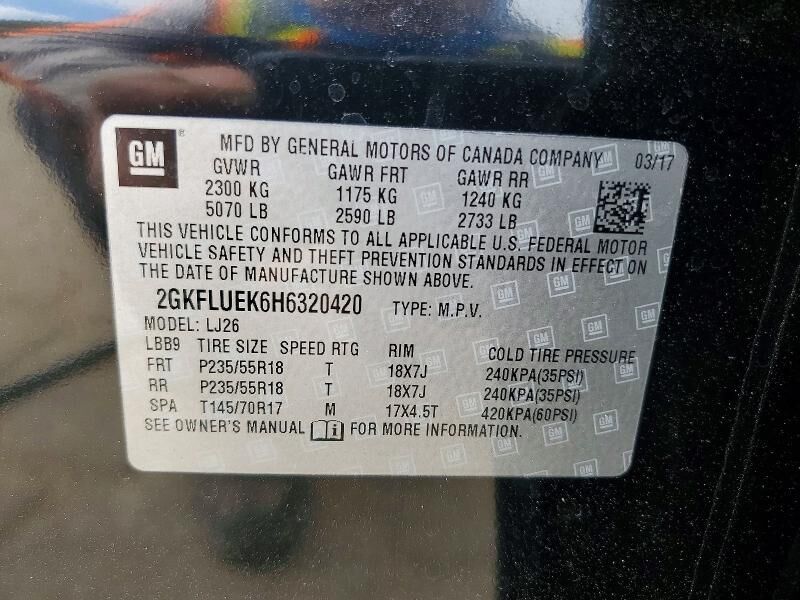 GM ® MFD BY GENERAL MOTORS OF CANADA COMPANY 03/17
GVWR GAWR FRT GAWR RR
2300 KG 1175 KG 1240 KG
5070 LB 2590 LB 2733 LB
THIS VEHICLE CONFORMS TO ALL APPLICABLE U.S. FEDERAL MOTOR
VEHICLE SAFETY AND THEFT PREVENTION STANDARDS IN EFFECT ON
THE DATE OF MANUFACTURE SHOWN ABOVE.
2GKFLUEK6H6320420 TYPE: M.P.V.
MODEL: LJ26
LBB9 TIRE SIZE SPEED RTG RIM COLD TIRE PRESSURE
FRT P235/55R18 T 18X7J 240KPA(35PSI)
RR P235/55R18 T 18X7J 240KPA(35PSI)
SPA T145/70R17 M 17X4.5T 420KPA(60PSI)
SEE OWNER'S MANUAL i FOR MORE INFORMATION.